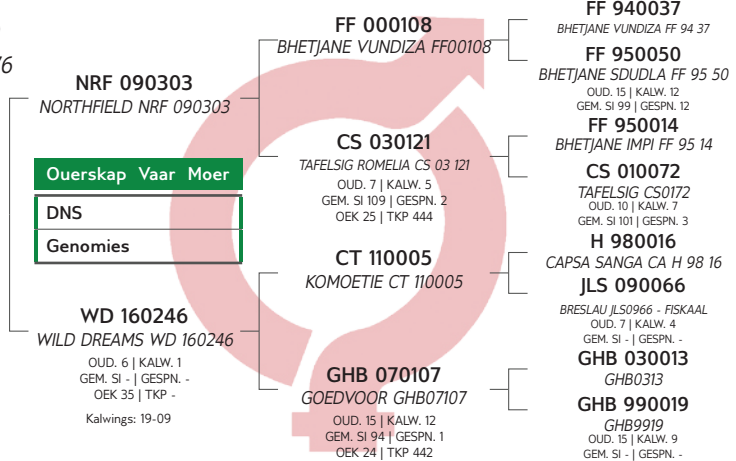 76
NRF 090303
NORTHFIELD NRF 090303
Ouerskap Vaar Moer
DNS
Genomies
WD 160246
WILD DREAMS WD 160246
OUD. 6 | KALW. 1
GEM. SI - | GESPN. -
OEK 35 | TKP -
Kalwings: 19-09
FF 000108
BHETJANE VUNDIZA FF00108
CS 030121
TAFELSIG ROMELIA CS 03 121
OUD. 7 | KALW. 5
GEM. SI 109 | GESPN. 2
OEK 25 | TKP 444
CT 110005
KOMOETIE CT 110005
GHB 070107
GOEDVOOR GHB07107
OUD. 15 | KALW. 12
GEM. SI 94 | GESPN. 1
OEK 24 | TKP 442
FF 940037
BHETJANE VUNDIZA FF 94 37
FF 950050
BHETJANE SDUDLA FF 95 50
OUD. 15 | KALW. 12
GEM. SI 99 | GESPN. 12
FF 950014
BHETJANE IMPI FF 95 14
CS 010072
TAFELSIG CS0172
OUD. 10 | KALW. 7
GEM. SI 101 | GESPN. 3
H 980016
CAPSA SANGA CA H 98 16
JLS 090066
BRESLAU JLS0966 - FISKAAL
OUD. 7 | KALW. 4
GEM. SI - | GESPN. -
GHB 030013
GHB0313
GHB 990019
GHB9919
OUD. 15 | KALW. 9
GEM. SI - | GESPN. -